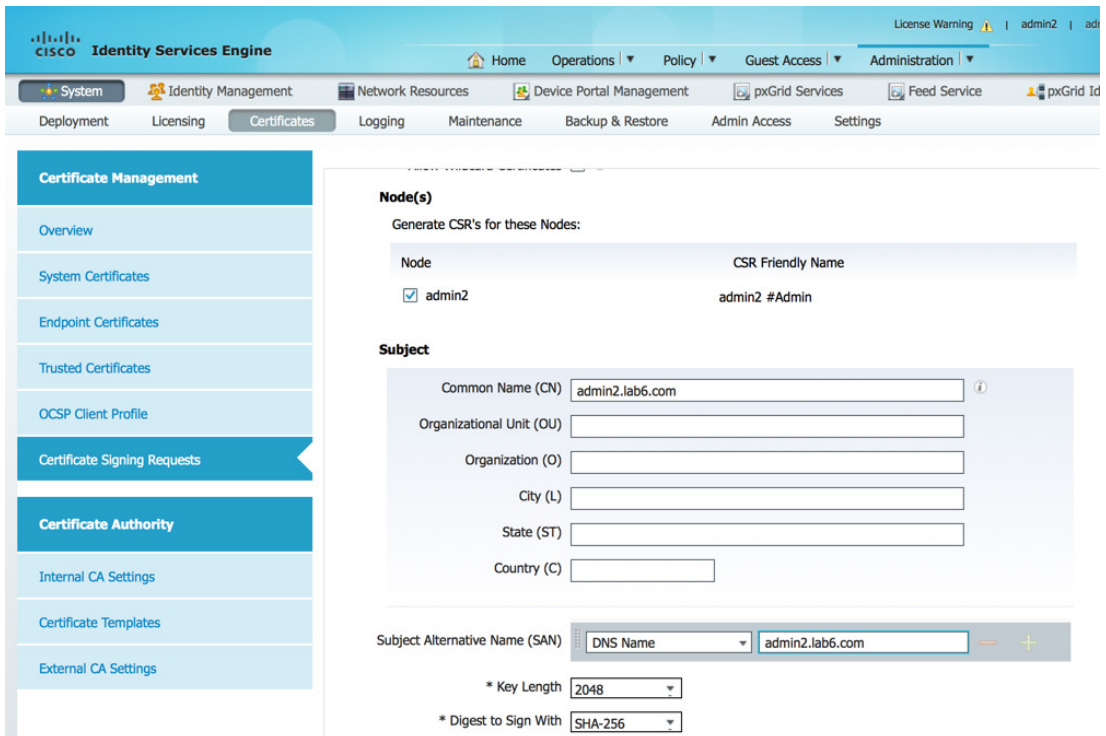 License Warning | admin2 |
CISCO Identity Services Engine
Home Operations | Policy | Guest Access | Administration |
System Identity Management Network Resources Device Portal Management pxGrid Services Feed Service pxGrid
Deployment Licensing Certificates Logging Maintenance Backup & Restore Admin Access Settings
Certificate Management
Overview
System Certificates
Endpoint Certificates
Trusted Certificates
OCSP Client Profile
Certificate Signing Requests
Certificate Authority
Internal CA Settings
Certificate Templates
External CA Settings
Node(s)
Generate CSR's for these Nodes:
Node CSR Friendly Name
admin2 admin2 #Admin
Subject
Common Name (CN) admin2.lab6.com
Organizational Unit (OU)
Organization (O)
City (L)
State (ST)
Country (C)
Subject Alternative Name (SAN) DNS Name admin2.lab6.com
* Key Length 2048
* Digest to Sign With SHA-256